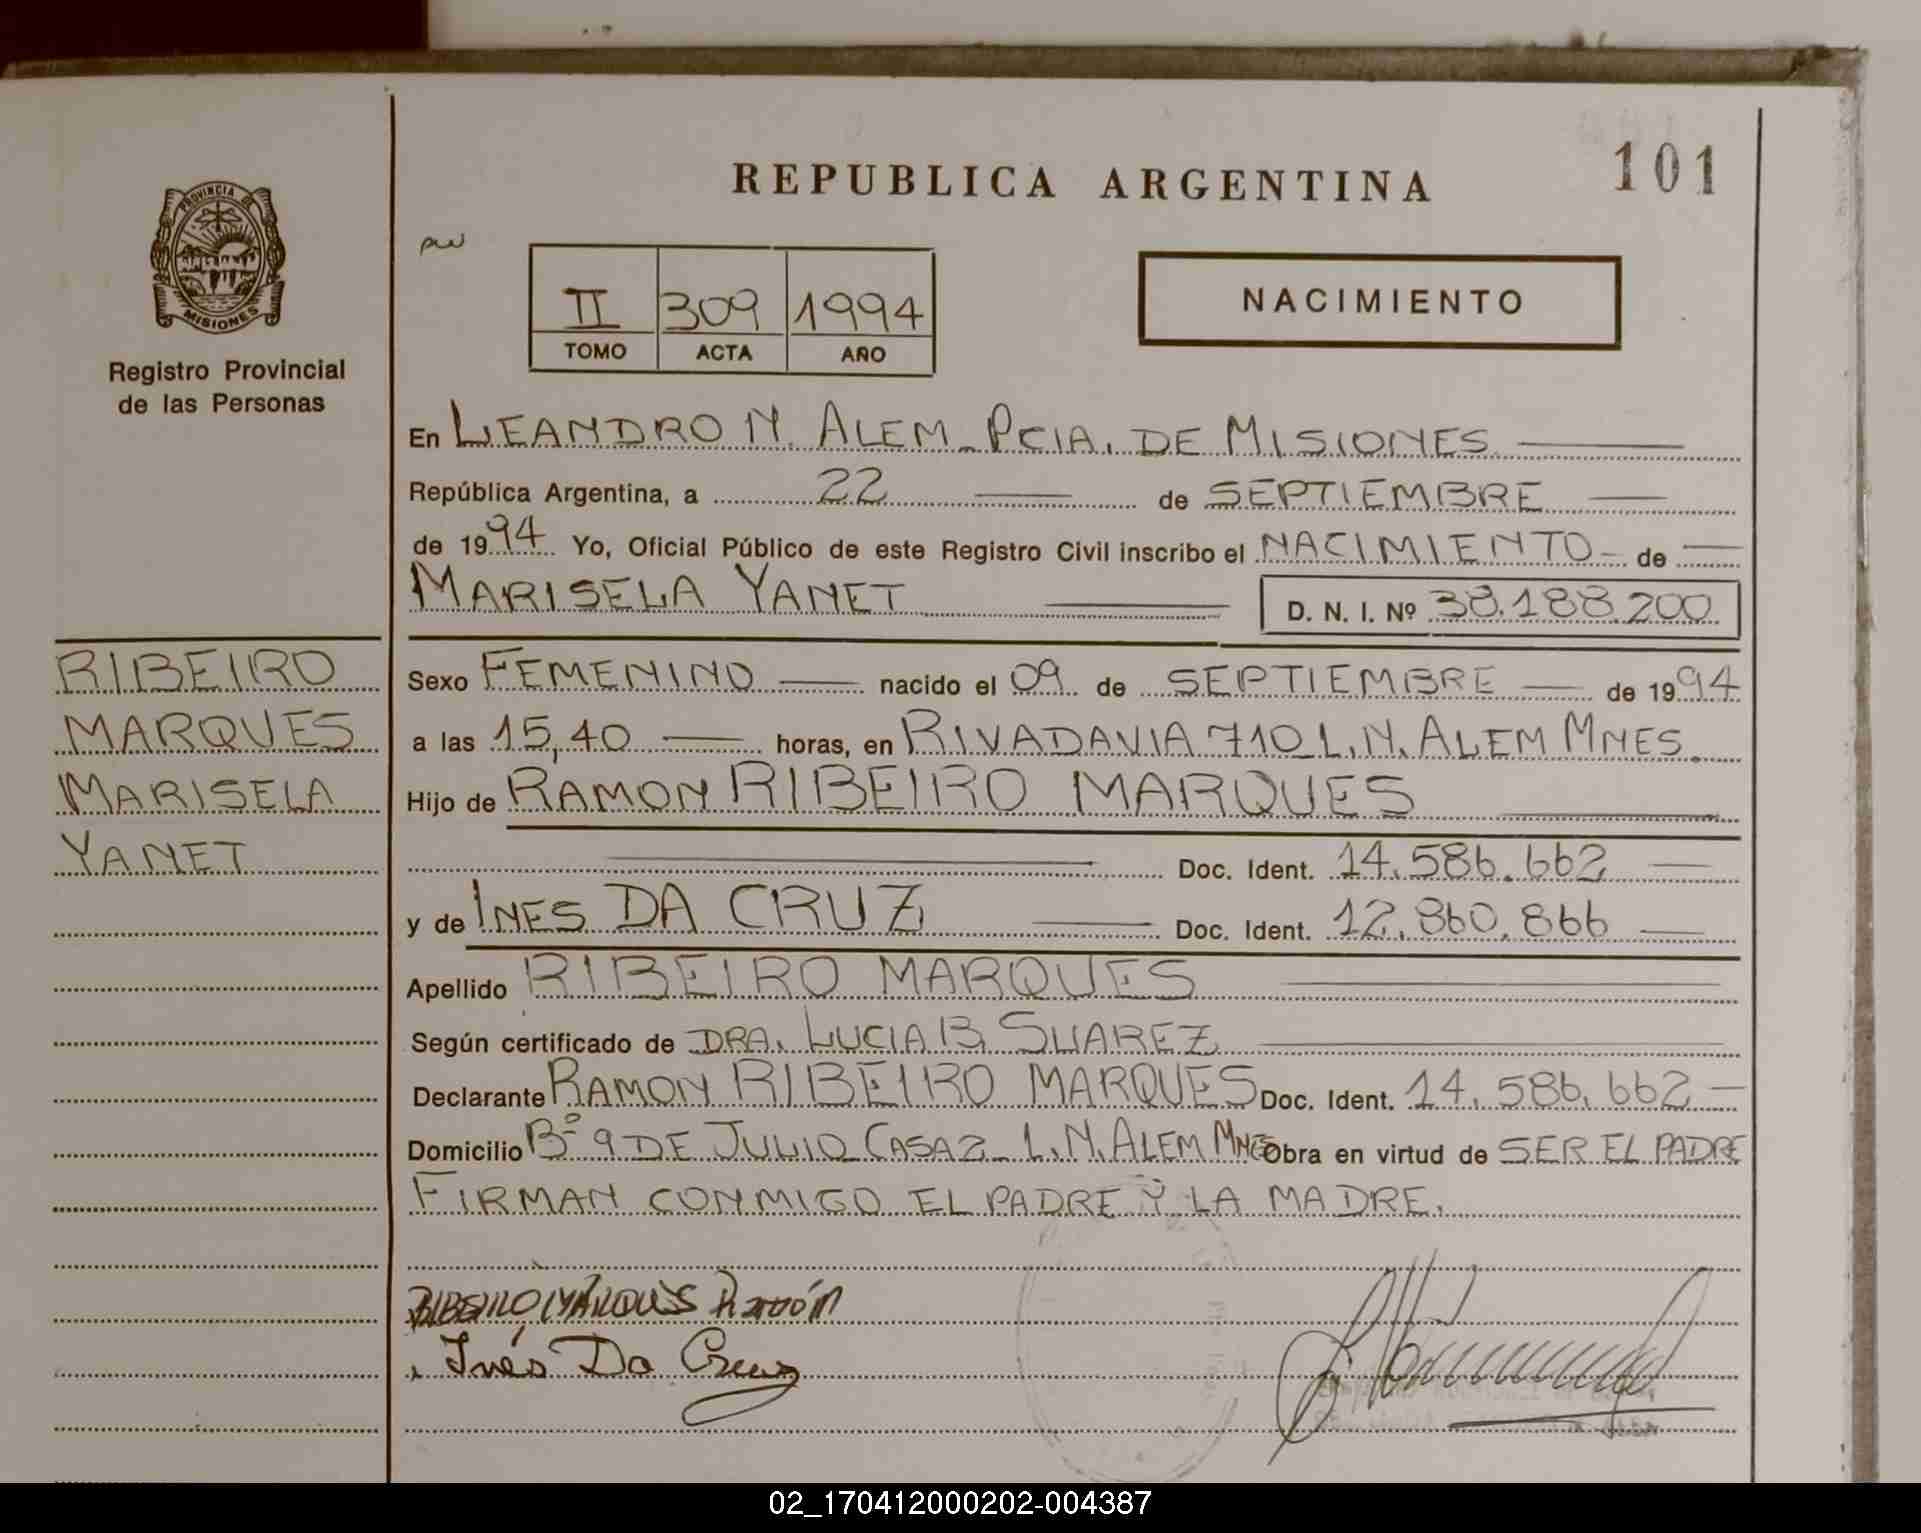 REPUBLICA ARGENTINA
101
PROVINCIA DE
MISIONES
Registro Provincial
de las Personas
II 309 1994
TOMO ACTA AÑO
NACIMIENTO
En LEANDRO N. ALEM - PCIA. DE MISIONES
República Argentina, a 22 de SEPTIEMBRE
de 1994 Yo, Oficial Público de este Registro Civil inscribo el NACIMIENTO - de
MARISELA YANET D. N. I. Nº 38.188.200
RIBEIRO
MARQUES
MARISELA
YANET
Sexo FEMENINO nacido el 09 de SEPTIEMBRE de 1994
a las 15,40 horas, en RIVADAVIA 710 L.N. ALEM MNES.
Hijo de RAMON RIBEIRO MARQUES
Doc. Ident. 14.586.662
y de INES DA CRUZ Doc. Ident. 12.860.866
Apellido RIBEIRO MARQUES
Según certificado de DRA. LUCIA B. SUAREZ
Declarante RAMON RIBEIRO MARQUES Doc. Ident. 14.586.662 -
Domicilio Bº 9 DE JULIO CASA 2 - L.N. ALEM MNES Obra en virtud de SER EL PADRE
FIRMAN CONMIGO EL PADRE Y LA MADRE.
RIBEIRO MARQUES Ramón
Inés Da Cruz
02_170412000202-004387